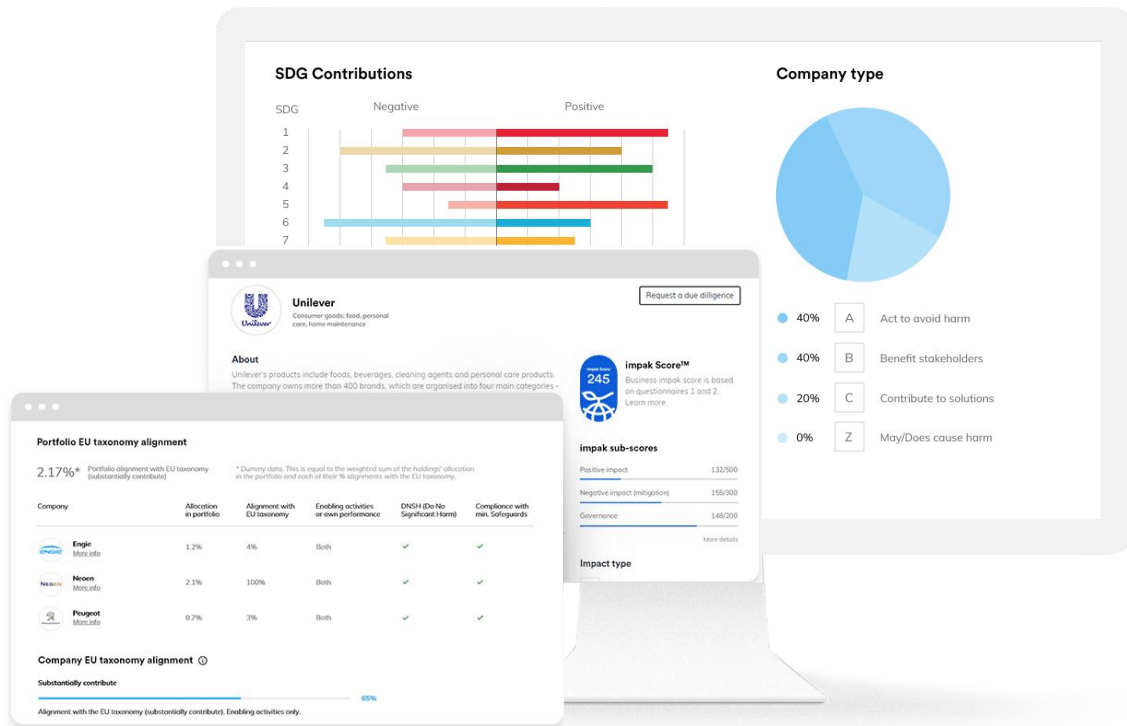 SDG Contributions
SDG
Negative
Positive
1
2
3
4
5
6
7
Company type
40% A Act to avoid harm
40% B Benefit stakeholders
20% C Contribute to solutions
0% Z May/Does cause harm
Unilever
Unilever
Consumer goods: food, personal
care, home maintenance
Request a due dilligence
About
Unilever's products include foods, beverages, cleaning agents and personal care products.
The company owns more than 400 brands, which are organised into four main categories -
impak Score
245
impak Score™
Business impak score is based
on questionnaires 1 and 2.
Learn more.
impak sub-scores
Positive impact 132/500
Negative impact (mitigation) 155/300
Governance 148/200
More details
Impact type
Portfolio EU taxonomy alignment
2.17%*
Portfolio alignment with EU taxonomy
(substantially contribute)
* Dummy data. This is equal to the weighted sum of the holdings' allocation
in the portfolio and each of their % alignments with the EU taxonomy.
Company
Allocation
in portfolio
Alignment with
EU taxonomy
Enabling activities
or own performance
DNSH (Do No
Significant Harm)
Compliance with
min. Safeguards
ENGIE
Engie
More info
1.2% 4% Both
NEOEN
Neoen
More info
2.1% 100% Both
Peugeot
More info
0.7% 3% Both
Company EU taxonomy alignment
Substantially contribute
65%
Alignment with the EU taxonomy (substantially contribute). Enabling activities only.